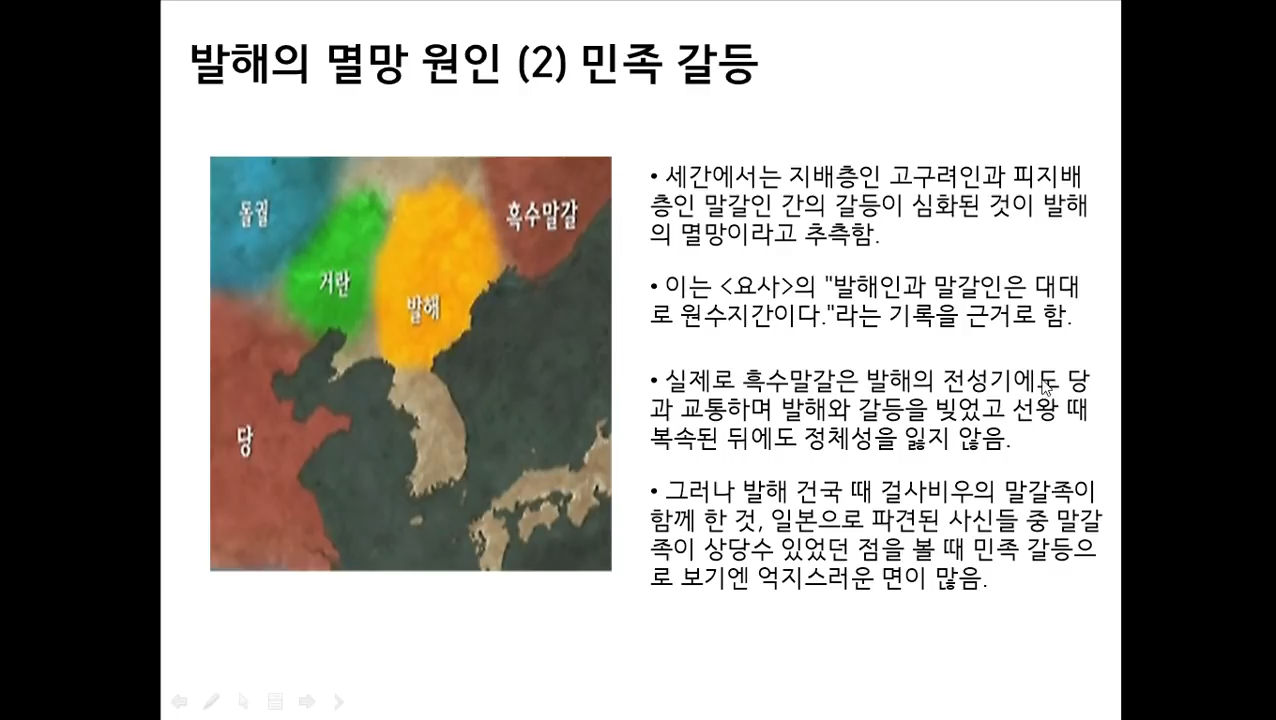 발해의 멸망 원인 (2) 민족 갈등
돌궐
거란
발해
흑수말갈
당
• 세간에서는 지배층인 고구려인과 피지배
층인 말갈인 간의 갈등이 심화된 것이 발해
의 멸망이라고 추측함.
• 이는 <요사>의 "발해인과 말갈인은 대대
로 원수지간이다."라는 기록을 근거로 함.
• 실제로 흑수말갈은 발해의 전성기에도 당
과 교통하며 발해와 갈등을 빚었고 선왕 때
복속된 뒤에도 정체성을 잃지 않음.
• 그러나 발해 건국 때 걸사비우의 말갈족이
함께 한 것, 일본으로 파견된 사신들 중 말갈
족이 상당수 있었던 점을 볼 때 민족 갈등으
로 보기엔 억지스러운 면이 많음.